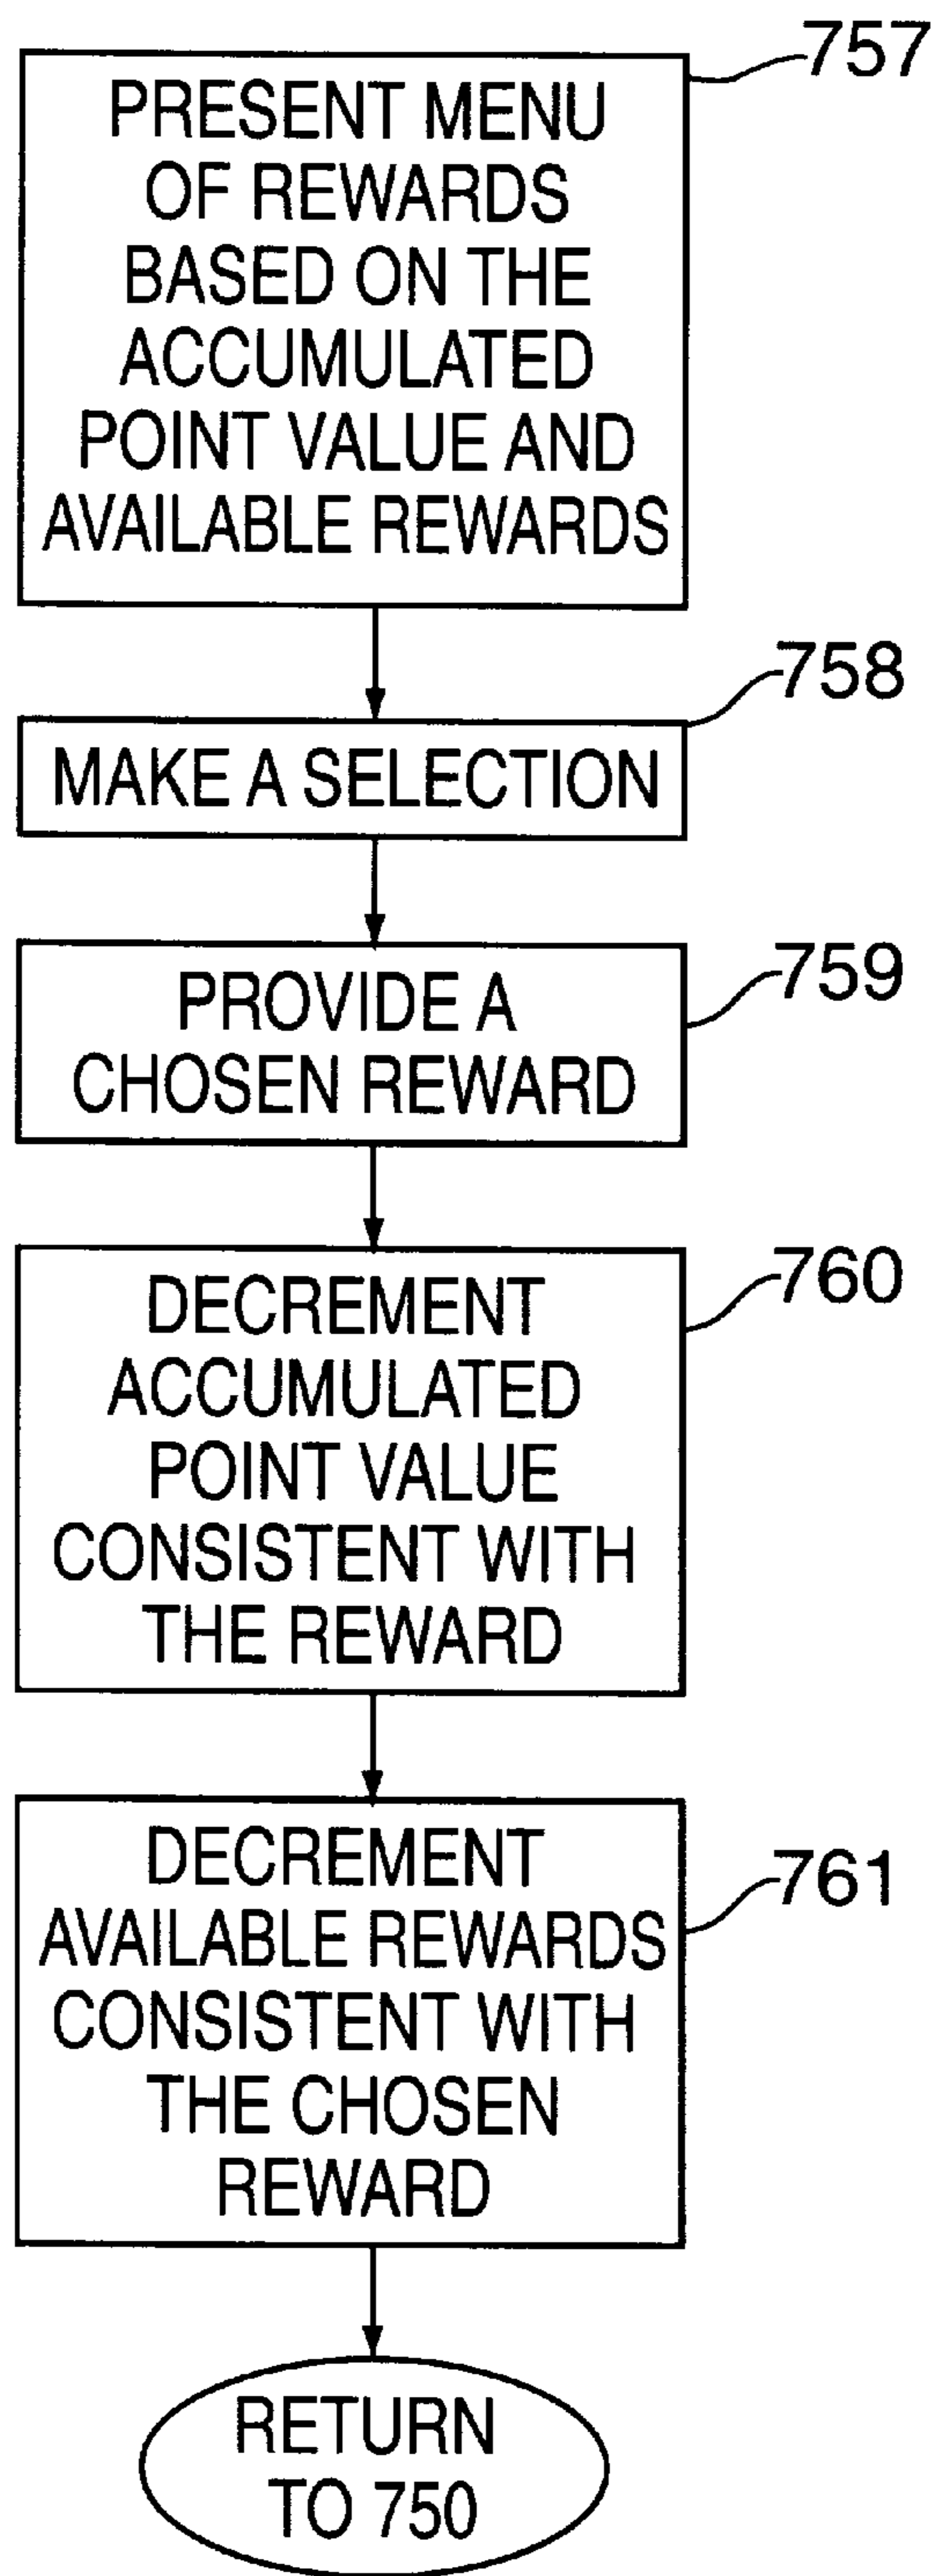 757
PRESENT MENU
OF REWARDS
BASED ON THE
ACCUMULATED
POINT VALUE AND
AVAILABLE REWARDS
758
MAKE A SELECTION
759
PROVIDE A
CHOSEN REWARD
760
DECREMENT
ACCUMULATED
POINT VALUE
CONSISTENT WITH
THE REWARD
761
DECREMENT
AVAILABLE REWARDS
CONSISTENT WITH
THE CHOSEN
REWARD
RETURN
TO 750